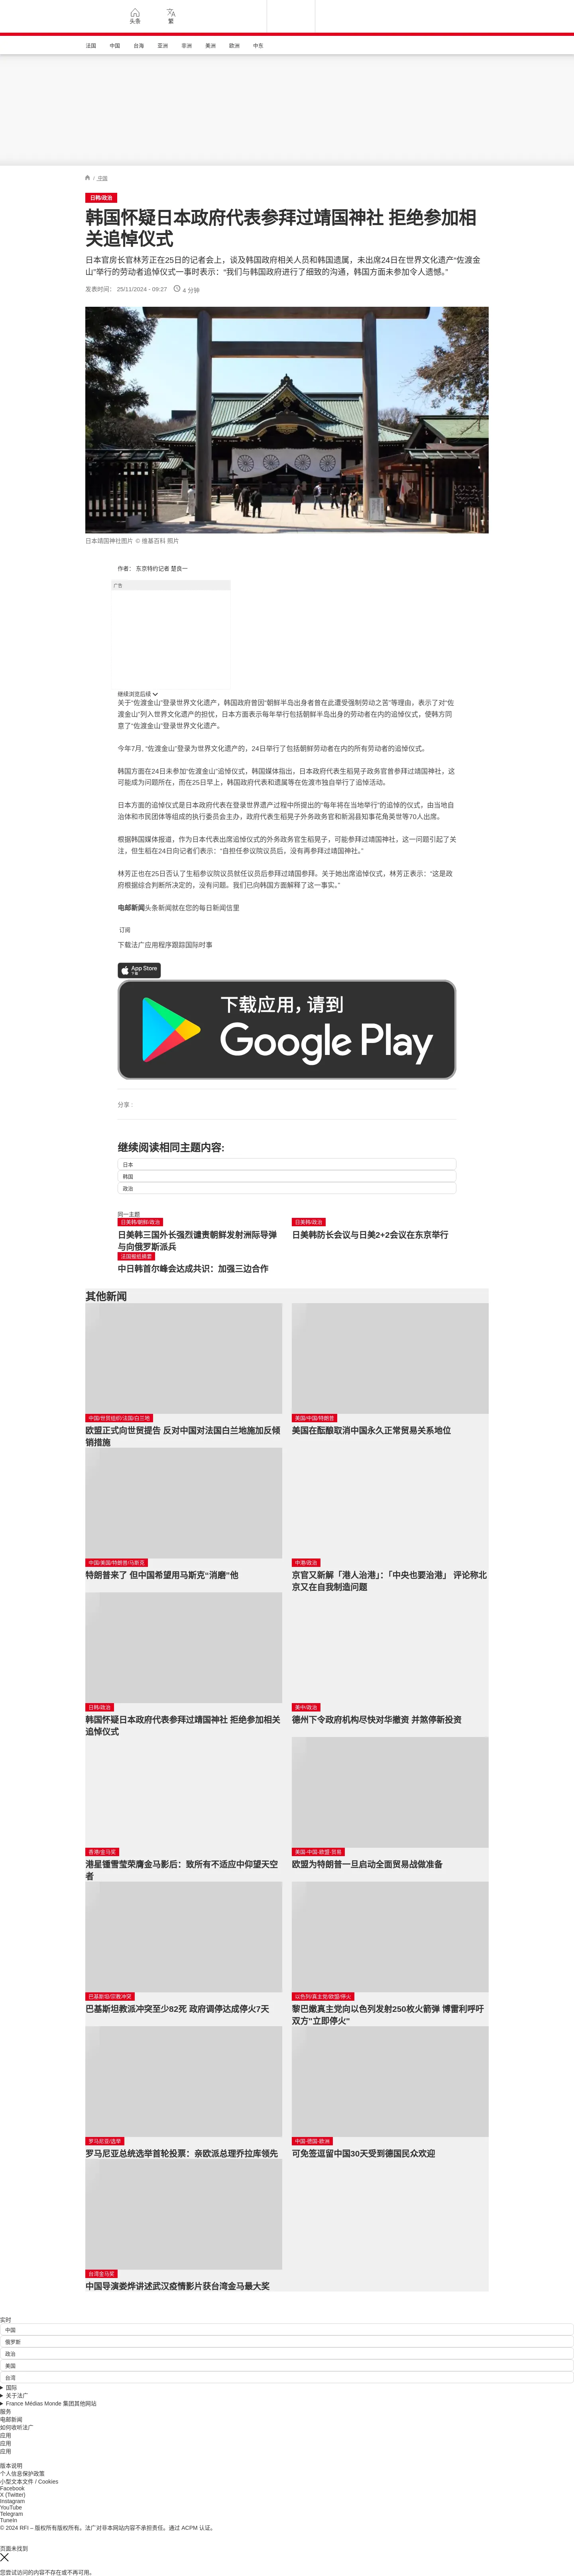 头条
繁
法国
中国
台海
亚洲
非洲
美洲
欧洲
中东
/ 中国
日韩/政治
韩国怀疑日本政府代表参拜过靖国神社 拒绝参加相
关追悼仪式
日本官房长官林芳正在25日的记者会上，谈及韩国政府相关人员和韩国遗属，未出席24日在世界文化遗产“佐渡金
山”举行的劳动者追悼仪式一事时表示：“我们与韩国政府进行了细致的沟通，韩国方面未参加令人遗憾。”
发表时间： 25/11/2024 - 09:27
4 分钟
日本靖国神社图片 © 维基百科 照片
作者： 东京特约记者 楚良一
广告
继续浏览后续
关于“佐渡金山”登录世界文化遗产，韩国政府曾因“朝鲜半岛出身者曾在此遭受强制劳动之苦”等理由，表示了对“佐
渡金山”列入世界文化遗产的担忧，日本方面表示每年举行包括朝鲜半岛出身的劳动者在内的追悼仪式，使韩方同
意了“佐渡金山”登录世界文化遗产。
今年7月，“佐渡金山”登录为世界文化遗产的，24日举行了包括朝鲜劳动者在内的所有劳动者的追悼仪式。
韩国方面在24日未参加“佐渡金山”追悼仪式，韩国媒体指出，日本政府代表生稻晃子政务官曾参拜过靖国神社，这
可能成为问题所在，而在25日早上，韩国政府代表和遗属等在佐渡市独自举行了追悼活动。
日本方面的追悼仪式是日本政府代表在登录世界遗产过程中所提出的“每年将在当地举行”的追悼的仪式，由当地自
治体和市民团体等组成的执行委员会主办，政府代表生稻晃子外务政务官和新潟县知事花角英世等70人出席。
根据韩国媒体报道，作为日本代表出席追悼仪式的外务政务官生稻晃子，可能参拜过靖国神社，这一问题引起了关
注，但生稻在24日向记者们表示：“自担任参议院议员后，没有再参拜过靖国神社。”
林芳正也在25日否认了生稻参议院议员就任议员后参拜过靖国参拜。关于她出席追悼仪式，林芳正表示：“这是政
府根据综合判断所决定的，没有问题。我们已向韩国方面解释了这一事实。”
电邮新闻头条新闻就在您的每日新闻信里
订阅
下载法广应用程序跟踪国际时事
App Store
下载
下载应用，请到
Google Play
分享 :
继续阅读相同主题内容:
日本
韩国
政治
同一主题
日美韩/朝鲜/政治
日美韩三国外长强烈谴责朝鲜发射洲际导弹
与向俄罗斯派兵
日美韩/政治
日美韩防长会议与日美2+2会议在东京举行
法国报纸摘要
中日韩首尔峰会达成共识：加强三边合作
其他新闻
中国/世贸组织/法国/白兰地
欧盟正式向世贸提告 反对中国对法国白兰地施加反倾
销措施
美国/中国/特朗普
美国在酝酿取消中国永久正常贸易关系地位
中国/美国/特朗普/马斯克
特朗普来了 但中国希望用马斯克"消磨"他
中港/政治
京官又新解「港人治港」:「中央也要治港」 评论称北
京又在自我制造问题
日韩/政治
韩国怀疑日本政府代表参拜过靖国神社 拒绝参加相关
追悼仪式
美中/政治
德州下令政府机构尽快对华撤资 并煞停新投资
香港/金马奖
港星锺雪莹荣膺金马影后：致所有不适应中仰望天空
者
美国-中国-欧盟-贸易
欧盟为特朗普一旦启动全面贸易战做准备
巴基斯坦/宗教冲突
巴基斯坦教派冲突至少82死 政府调停达成停火7天
以色列/真主党/欧盟/停火
黎巴嫩真主党向以色列发射250枚火箭弹 博雷利呼吁
双方"立即停火"
罗马尼亚/选举
罗马尼亚总统选举首轮投票：亲欧派总理乔拉库领先
中国-德国-欧洲
可免签逗留中国30天受到德国民众欢迎
台湾金马奖
中国导演娄烨讲述武汉疫情影片获台湾金马最大奖
实时
中国
俄罗斯
政治
美国
台湾
国际
关于法广
France Médias Monde 集团其他网站
服务
电邮新闻
如何收听法广
应用
应用
应用
版本说明
个人信息保护政策
小型文本文件 / Cookies
Facebook
X (Twitter)
Instagram
YouTube
Telegram
TuneIn
© 2024 RFI – 版权所有版权所有。法广对非本网站内容不承担责任。通过 ACPM 认证。
页面未找到
您尝试访问的内容不存在或不再可用。